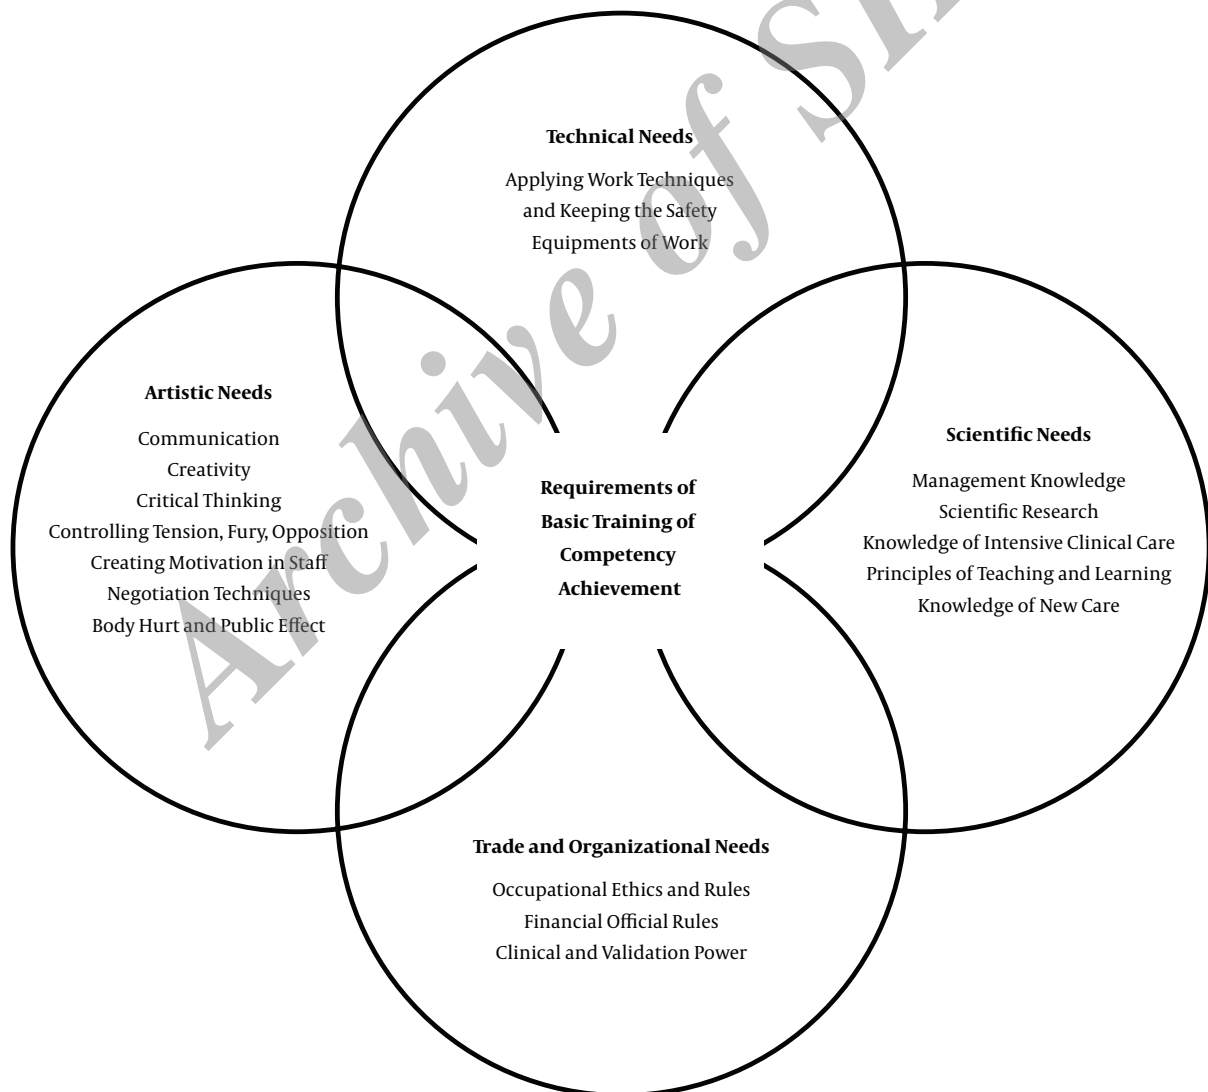 Technical Needs
Applying Work Techniques
and Keeping the Safety
Equipments of Work
Artistic Needs
Communication
Creativity
Critical Thinking
Controlling Tension, Fury, Opposition
Creating Motivation in Staff
Negotiation Techniques
Body Hurt and Public Effect
Requirements of
Basic Training of
Competency
Achievement
Scientific Needs
Management Knowledge
Scientific Research
Knowledge of Intensive Clinical Care
Principles of Teaching and Learning
Knowledge of New Care
Trade and Organizational Needs
Occupational Ethics and Rules
Financial Official Rules
Clinical and Validation Power
Archive of